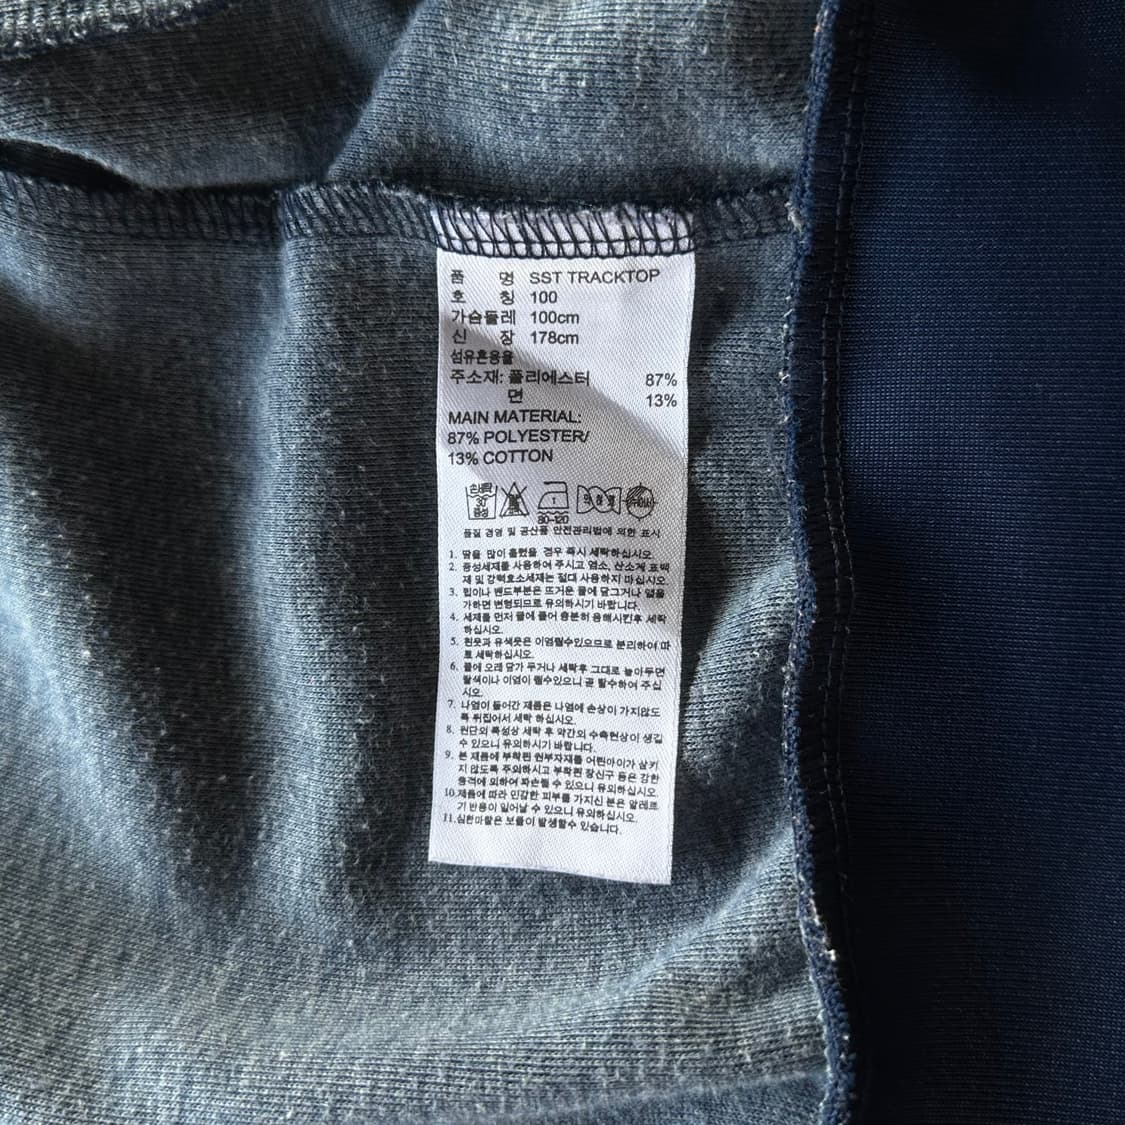 품 명 SST TRACKTOP
호 칭 100
가슴둘레 100cm
신 장 178cm
섬유혼용율
주소재: 폴리에스터 87%
면 13%
MAIN MATERIAL:
87% POLYESTER/
13% COTTON
손세탁
30°
중성
1
80~120
드라이
품질 경영 및 공산품 안전관리법에 의한 표시
1. 땀을 많이 흘렸을 경우 즉시 세탁하십시오.
2. 중성세제를 사용하여 주시고 염소, 산소계 표백
제 및 강력효소세제는 절대 사용하지 마십시오.
3. 립이나 밴드부분은 뜨거운 물에 담그거나 열을
가하면 변형되므로 유의하시기 바랍니다.
4. 세제를 먼저 물에 풀어 충분히 용해시킨후 세탁
하십시오.
5. 흰옷과 유색옷은 이염될수있으므로 분리하여 따
로 세탁하십시오.
6. 물에 오래 담가 두거나 세탁후 그대로 놓아두면
탈색이나 이염이 될수있으니 곧 탈수하여 주십
시오.
7. 나염이 들어간 제품은 나염에 손상이 가지않도
록 뒤집어서 세탁 하십시오.
8. 원단의 특성상 세탁 후 약간의 수축현상이 생길
수 있으니 유의하시기 바랍니다.
9. 본 제품에 부착된 원부자재를 어린아이가 삼키
지 않도록 주의하시고 부착된 장신구 등은 강한
충격에 의하여 파손될 수 있으니 유의하십시오.
10.제품에 따라 민감한 피부를 가지신 분은 알레르
기 반응이 일어날 수 있으니 유의하십시오.
11.심한마찰은 보풀이 발생할수 있습니다.